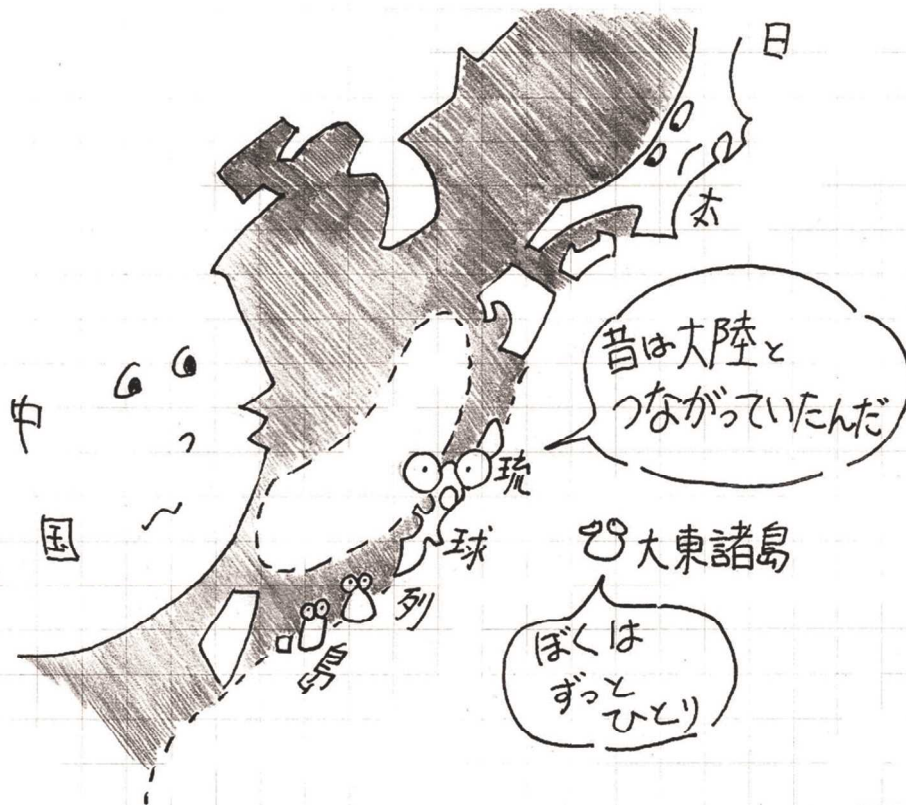 日本
中国
昔は大陸と
つながっていたんだ
琉球列島
大東諸島
ぼくは
ずっと
ひとり